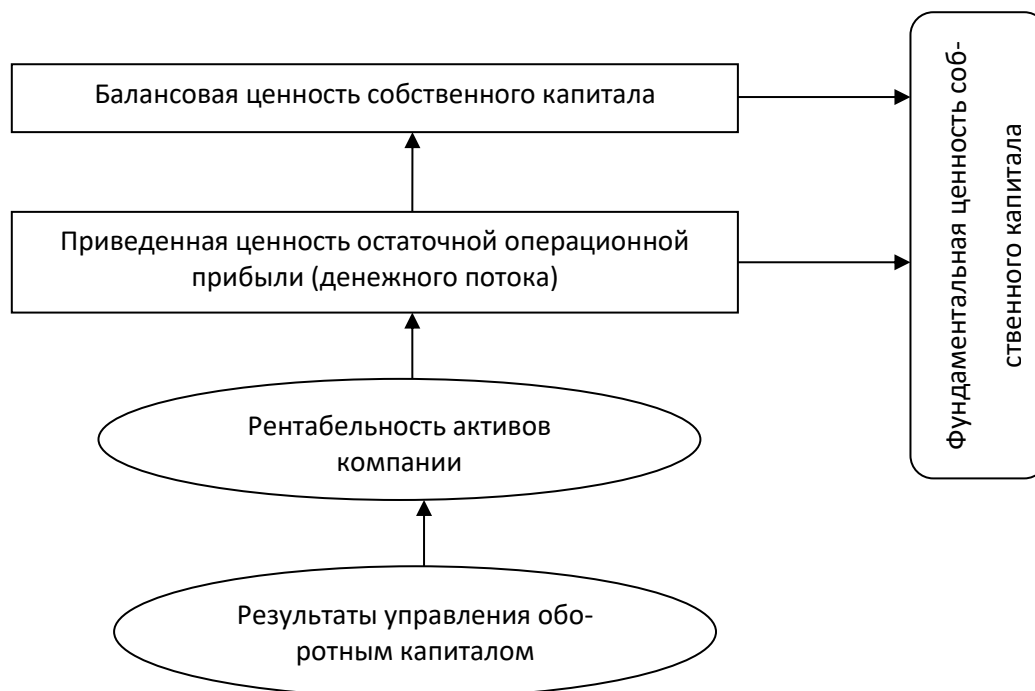 Балансовая ценность собственного капитала
Приведенная ценность остаточной операционной
прибыли (денежного потока)
Рентабельность активов
компании
Результаты управления обо-
ротным капиталом
Фундаментальная ценность соб-
ственного капитала